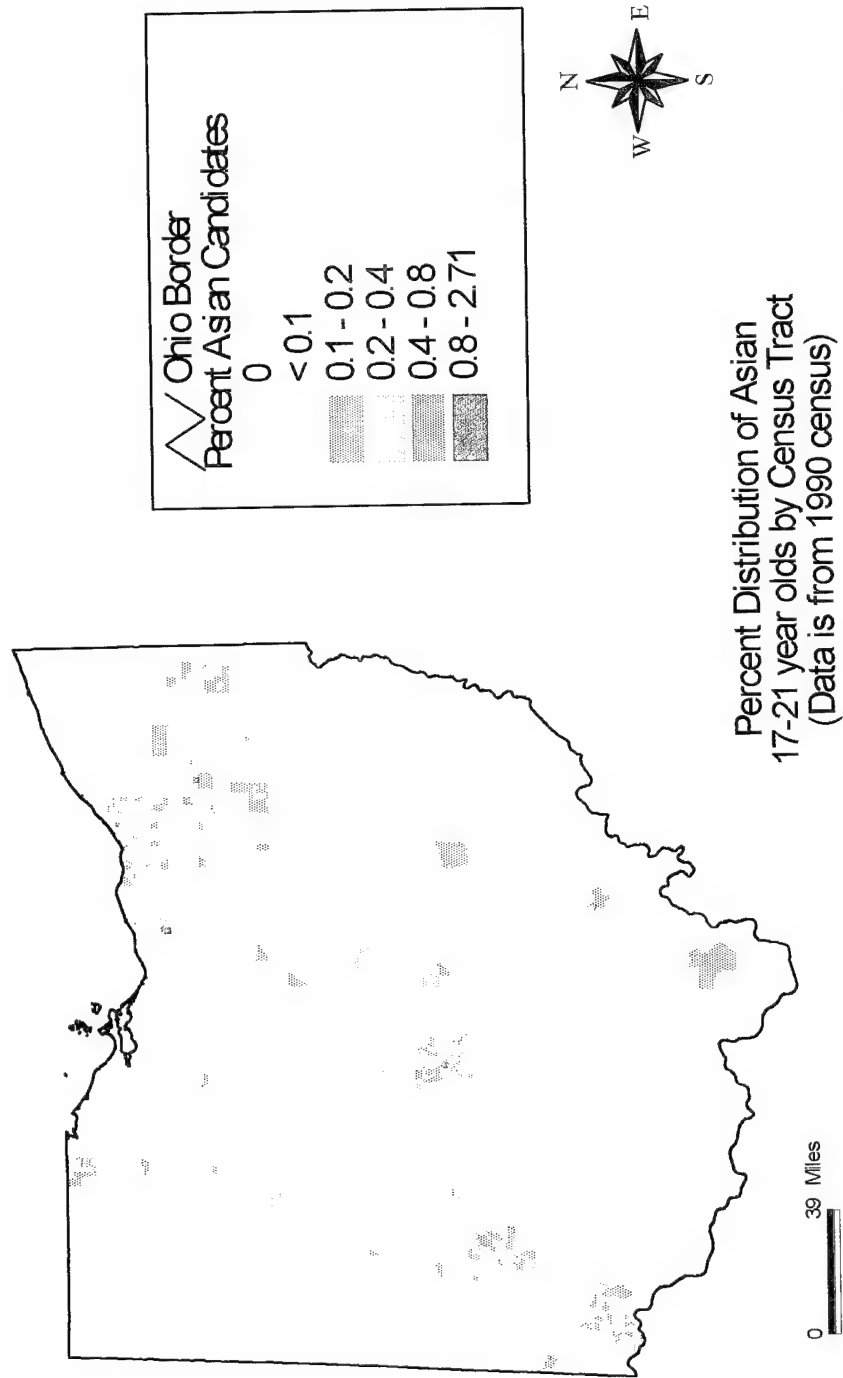 Ohio Border
Percent Asian Candidates
0
< 0.1
0.1 - 0.2
0.2 - 0.4
0.4 - 0.8
0.8 - 2.71
N
W E
S
Percent Distribution of Asian
17-21 year olds by Census Tract
(Data is from 1990 census)
0 39 Miles